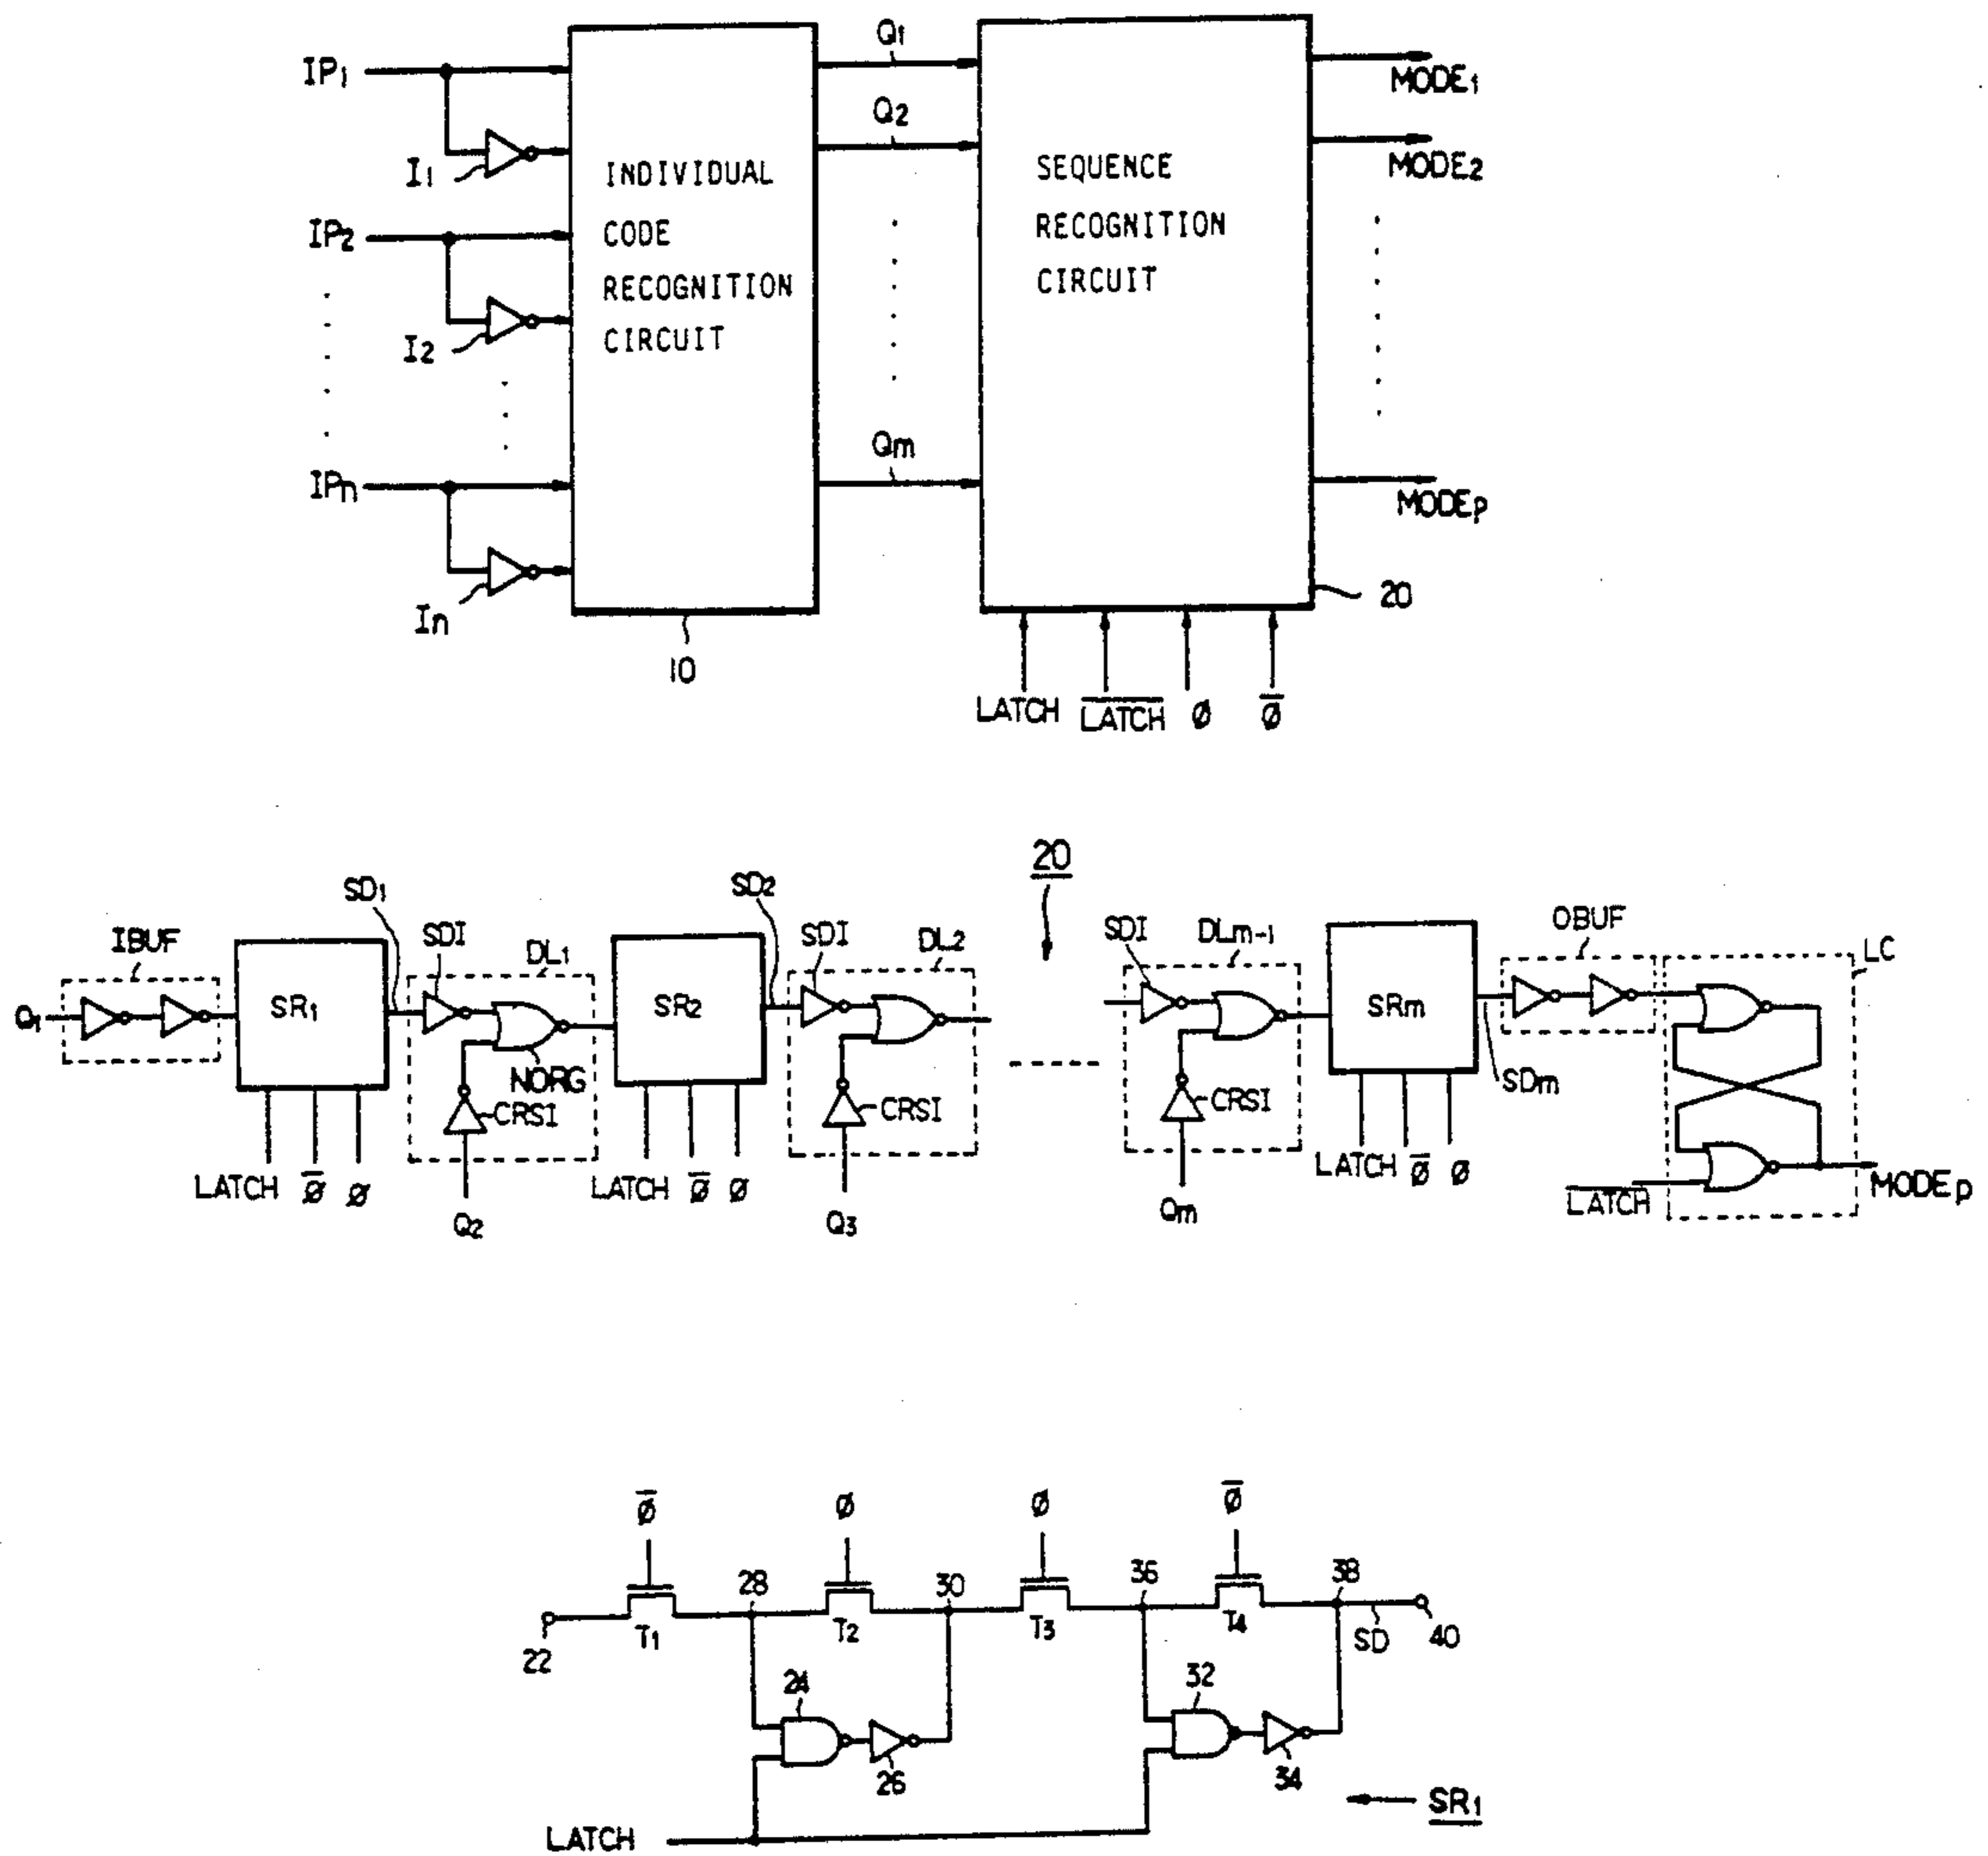 IP1
I1
IP2
I2
IPn
In
INDIVIDUAL
CODE
RECOGNITION
CIRCUIT
10
Q1
Q2
Qm
SEQUENCE
RECOGNITION
CIRCUIT
MODE1
MODE2
MODEp
20
LATCH L̅A̅T̅C̅H̅ Ø Ø̅
20
Q1
IBUF
SR1
LATCH Ø̅ Ø
SD1
SDI
DL1
NORG
CRSI
Q2
SR2
LATCH Ø̅ Ø
SD2
SDI
DL2
CRSI
Q3
SDI
DLm-1
CRSI
Qm
SRm
LATCH Ø̅ Ø
SDm
OBUF
LC
L̅A̅T̅C̅H̅
MODEp
Ø̅ Ø Ø Ø̅
22 T1 28 T2 30 T3 36 T4 38 SD 40
24 26 32 34
LATCH
SR1